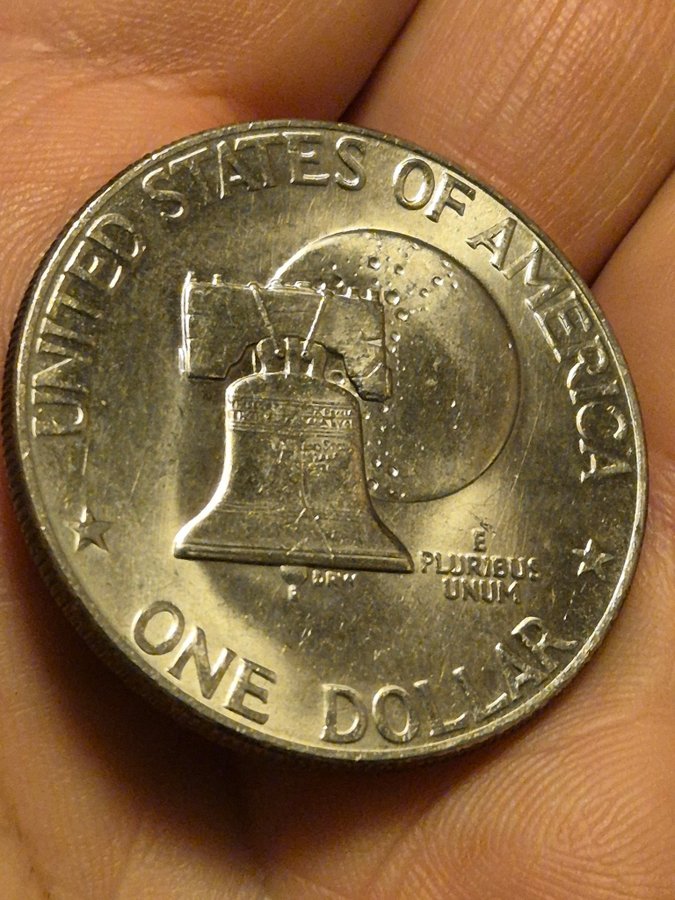 UNITED STATES OF AMERICA
E
PLURIBUS
UNUM
ONE DOLLAR